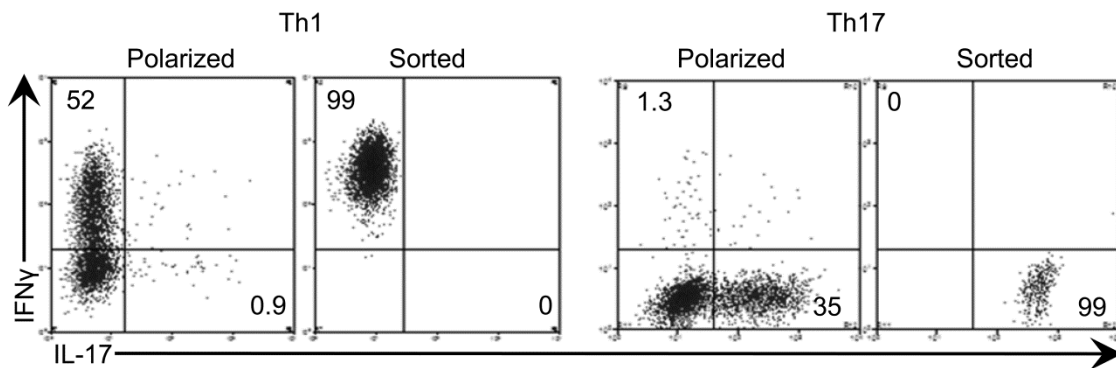 Th1 Th17
Polarized Sorted Polarized Sorted
52 99 1.3 0
0.9 0 35 99
IFNγ
IL-17